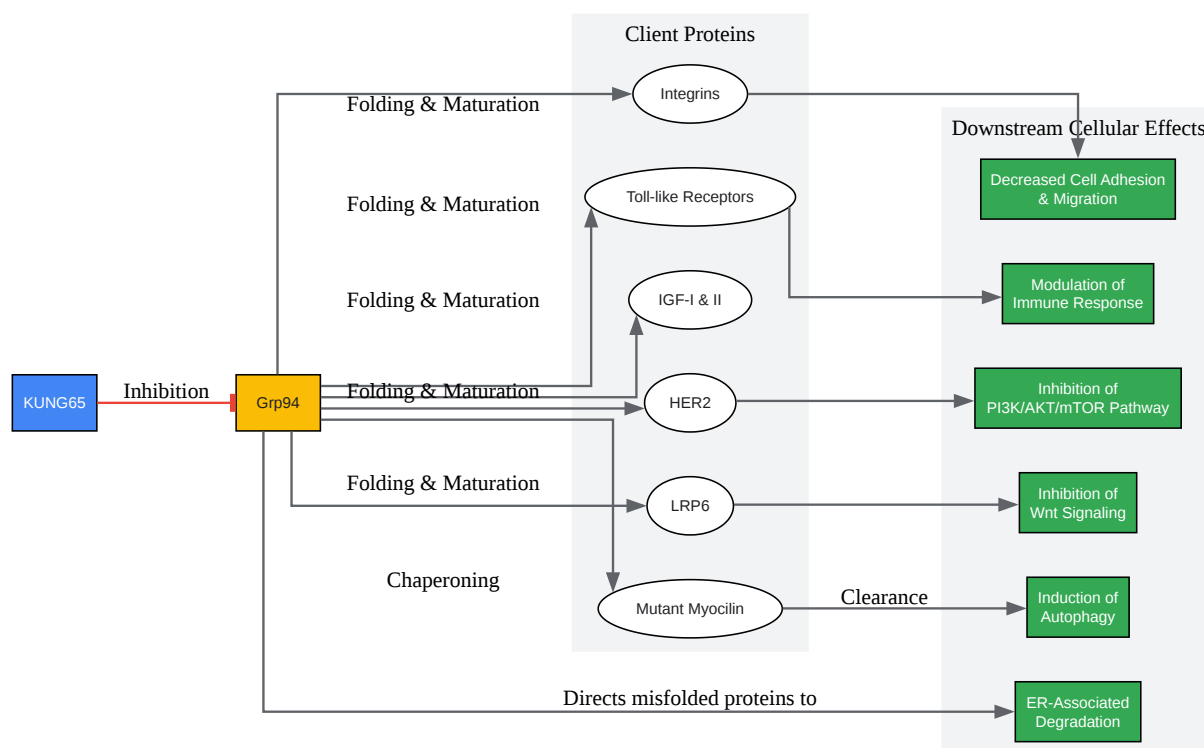 Client Proteins
Integrins
Folding & Maturation
Downstream Cellular Effects
Decreased Cell Adhesion
& Migration
Toll-like Receptors
Folding & Maturation
Modulation of
Immune Response
IGF-I & II
Folding & Maturation
KUNG65
Inhibition
Grp94
Folding & Maturation
HER2
Inhibition of
PI3K/AKT/mTOR Pathway
Folding & Maturation
LRP6
Inhibition of
Wnt Signaling
Chaperoning
Mutant Myocilin
Clearance
Induction of
Autophagy
Directs misfolded proteins to
ER-Associated
Degradation